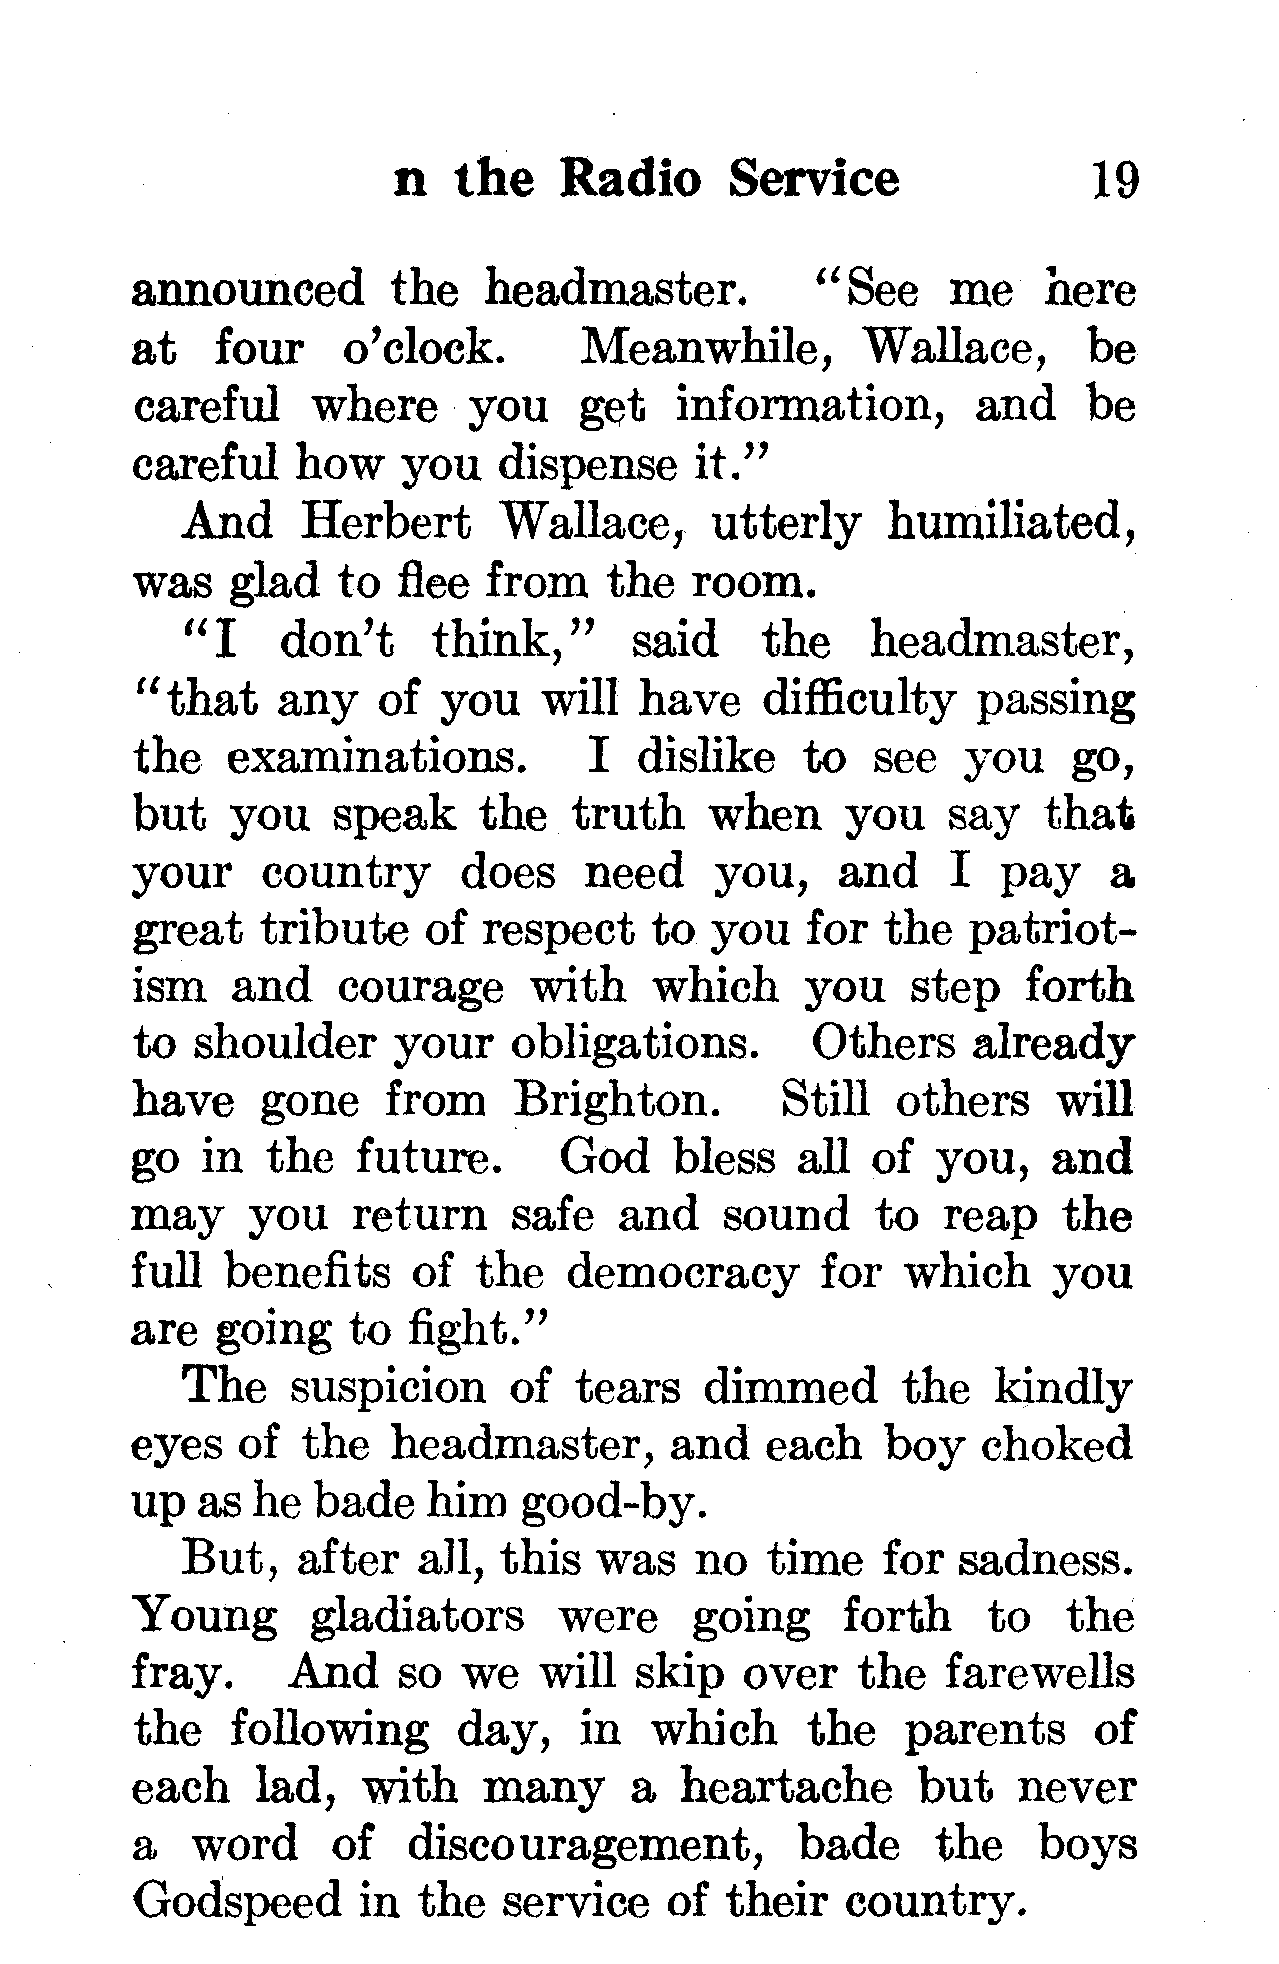 n the Radio Service 19
announced the headmaster. "See me here
at four o'clock. Meanwhile, Wallace, be
careful where you get information, and be
careful how you dispense it."
And Herbert Wallace, utterly humiliated,
was glad to flee from the room.
"I don't think," said the headmaster,
"that any of you will have difficulty passing
the examinations. I dislike to see you go,
but you speak the truth when you say that
your country does need you, and I pay a
great tribute of respect to you for the patriot-
ism and courage with which you step forth
to shoulder your obligations. Others already
have gone from Brighton. Still others will
go in the future. God bless all of you, and
may you return safe and sound to reap the
full benefits of the democracy for which you
are going to fight."
The suspicion of tears dimmed the kindly
eyes of the headmaster, and each boy choked
up as he bade him good-by.
But, after all, this was no time for sadness.
Young gladiators were going forth to the
fray. And so we will skip over the farewells
the following day, in which the parents of
each lad, with many a heartache but never
a word of discouragement, bade the boys
Godspeed in the service of their country.